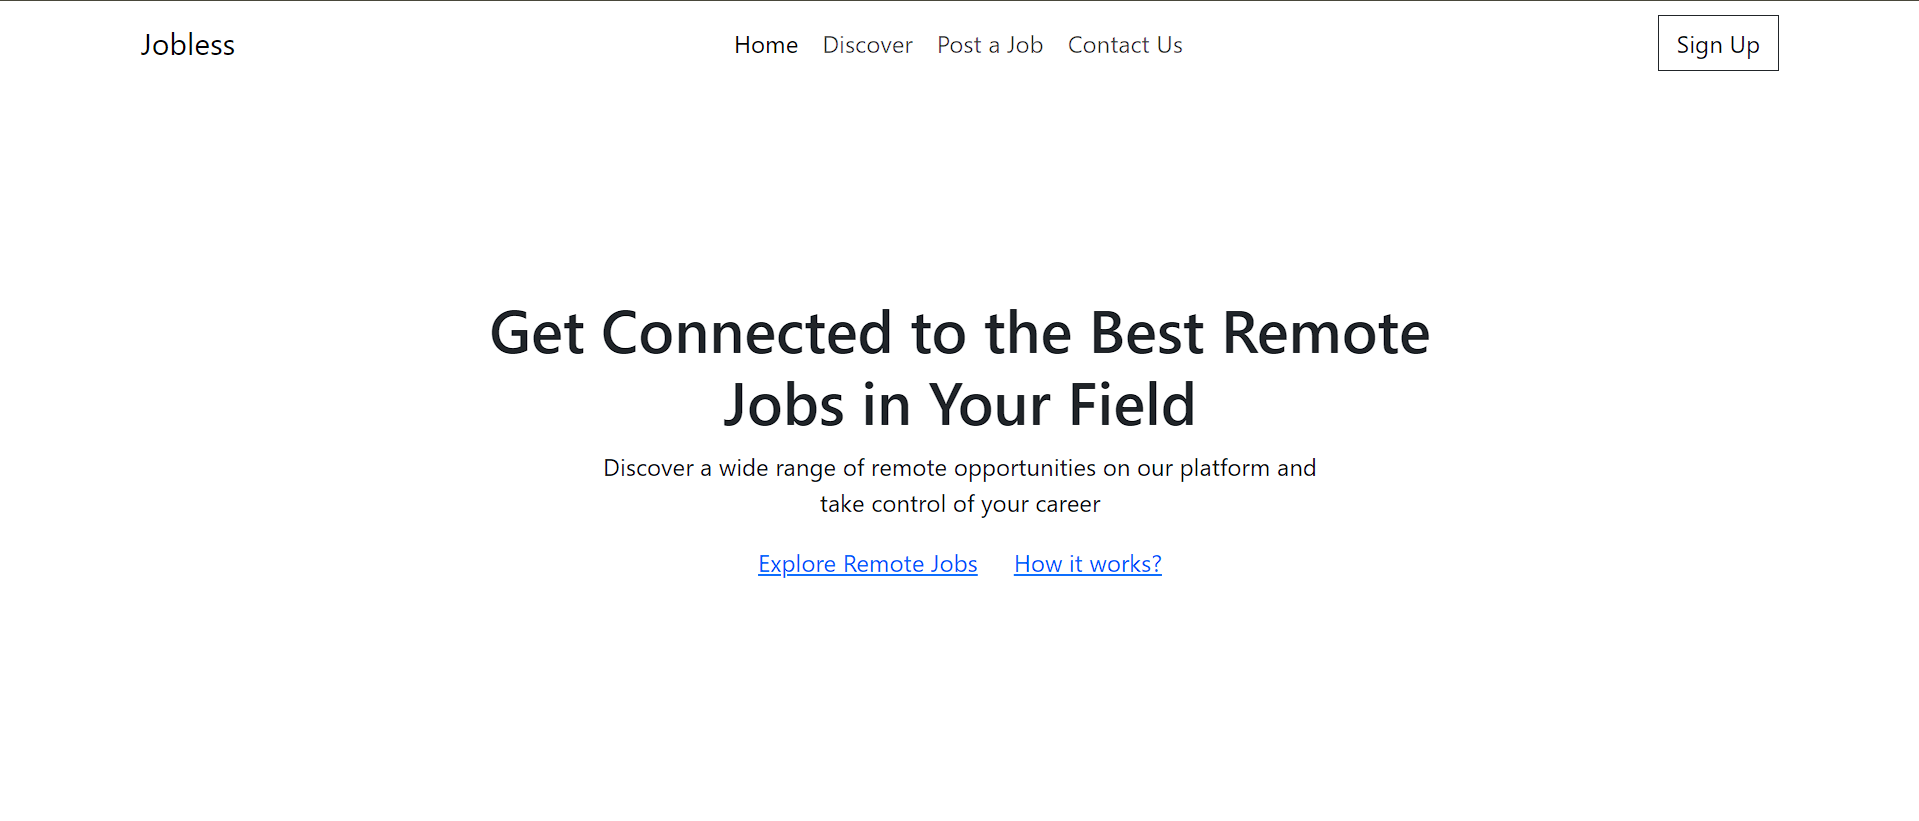 Jobless
Home Discover Post a Job Contact Us
Sign Up
Get Connected to the Best Remote
Jobs in Your Field
Discover a wide range of remote opportunities on our platform and
take control of your career
Explore Remote Jobs How it works?